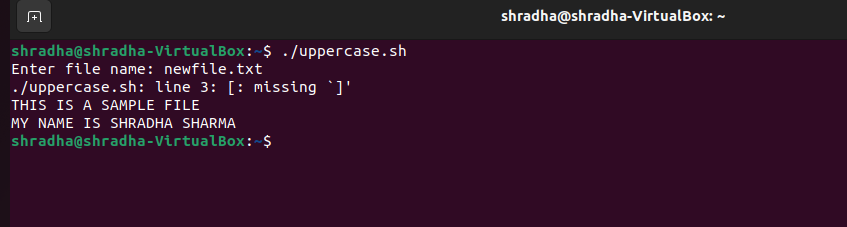 shradha@shradha-VirtualBox: ~
shradha@shradha-VirtualBox:~$ ./uppercase.sh
Enter file name: newfile.txt
./uppercase.sh: line 3: [: missing `]'
THIS IS A SAMPLE FILE
MY NAME IS SHRADHA SHARMA
shradha@shradha-VirtualBox:~$